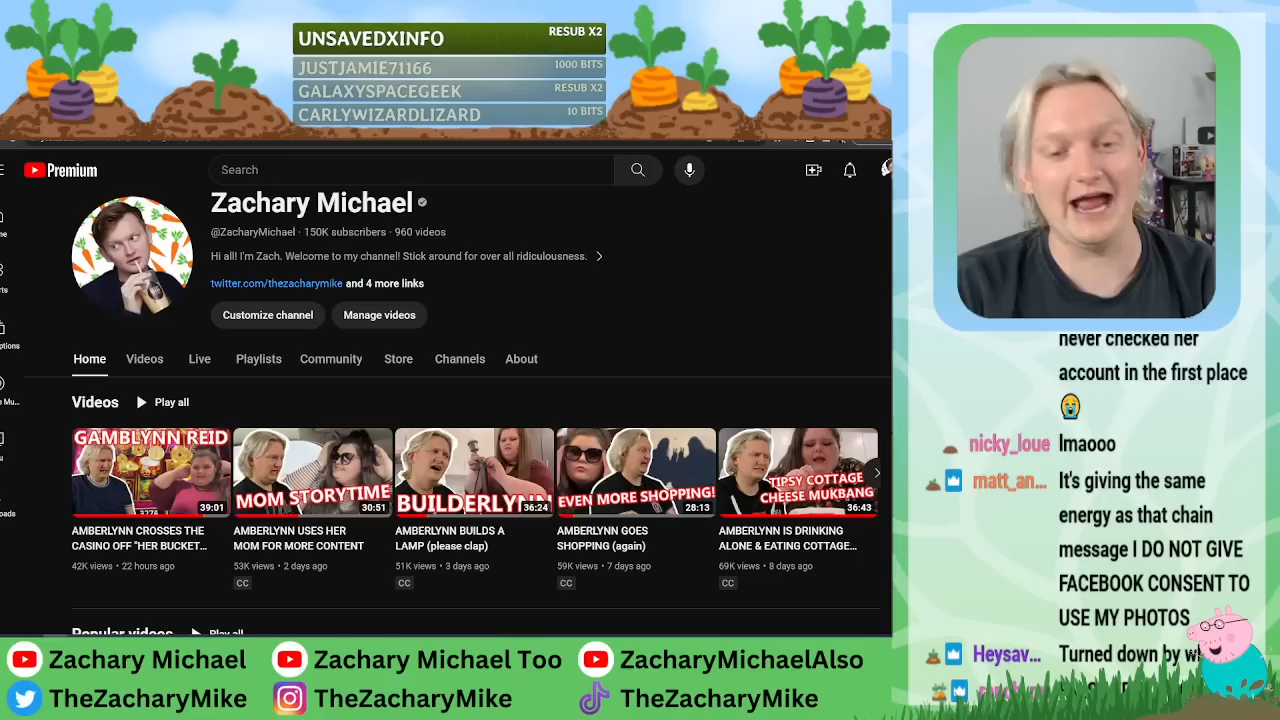 UNSAVEDXINFO RESUB X2
JUSTJAMIE71166 1000 BITS
GALAXYSPACEGEEK RESUB X2
CARLYWIZARDLIZARD 10 BITS
Premium
Search
Zachary Michael
@ZacharyMichael · 150K subscribers · 960 videos
Hi all! I'm Zach. Welcome to my channel! Stick around for over all ridiculousness.
twitter.com/thezacharymike and 4 more links
Customize channel Manage videos
Home Videos Live Playlists Community Store Channels About
Videos Play all
GAMBLYNN REID
39:01
MOM STORYTIME
30:51
BUILDERLYNN
36:24
EVEN MORE SHOPPING!
28:13
TIPSY COTTAGE
CHEESE MUKBANG
36:43
AMBERLYNN CROSSES THE
CASINO OFF "HER BUCKET...
42K views · 22 hours ago
AMBERLYNN USES HER
MOM FOR MORE CONTENT
53K views · 2 days ago
CC
AMBERLYNN BUILDS A
LAMP (please clap)
51K views · 3 days ago
CC
AMBERLYNN GOES
SHOPPING (again)
59K views · 7 days ago
CC
AMBERLYNN IS DRINKING
ALONE & EATING COTTAGE...
69K views · 8 days ago
CC
Popular videos Play all
never checked her
account in the first place
nicky_loue lmaooo
matt_an... It's giving the same
energy as that chain
message I DO NOT GIVE
FACEBOOK CONSENT TO
USE MY PHOTOS
Heysav... Turned down by
Zachary Michael Zachary Michael Too ZacharyMichaelAlso
TheZacharyMike TheZacharyMike TheZacharyMike